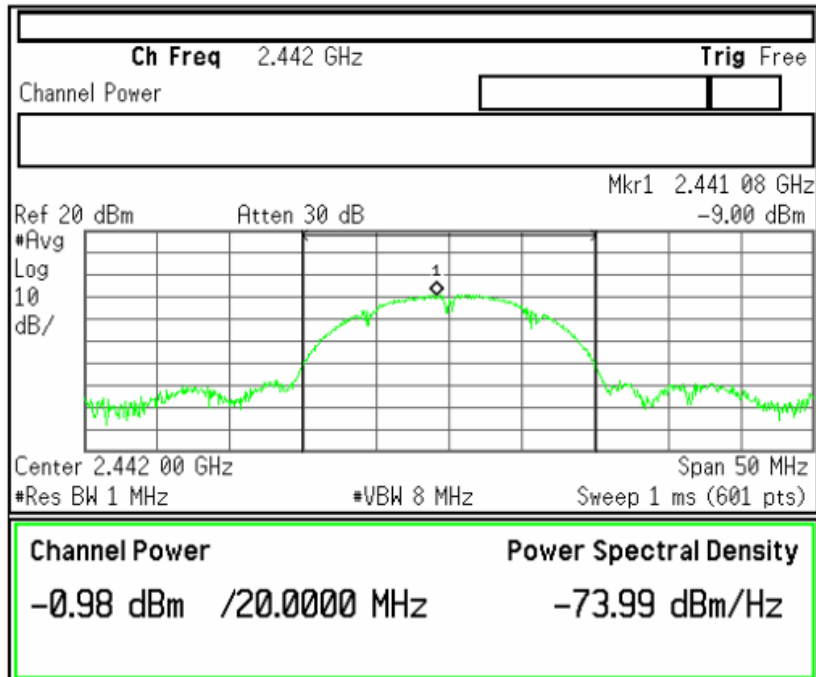 Ch Freq 2.442 GHz Trig Free
Channel Power
Mkr1 2.441 08 GHz
Ref 20 dBm Atten 30 dB -9.00 dBm
#Avg
Log
10
dB/
1
Center 2.442 00 GHz Span 50 MHz
#Res BW 1 MHz #VBW 8 MHz Sweep 1 ms (601 pts)
Channel Power Power Spectral Density
-0.98 dBm /20.0000 MHz -73.99 dBm/Hz